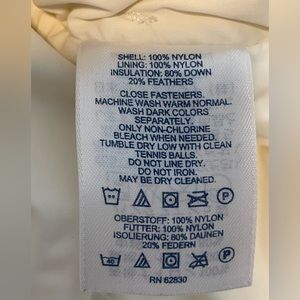 SHELL: 100% NYLON
LINING: 100% NYLON
INSULATION: 80% DOWN
20% FEATHERS
CLOSE FASTENERS.
MACHINE WASH WARM NORMAL.
WASH DARK COLORS
SEPARATELY.
ONLY NON-CHLORINE
BLEACH WHEN NEEDED.
TUMBLE DRY LOW WITH CLEAN
TENNIS BALLS.
DO NOT LINE DRY.
DO NOT IRON.
MAY BE DRY CLEANED.
P
OBERSTOFF: 100% NYLON
FUTTER: 100% NYLON
ISOLIERUNG: 80% DAUNEN
20% FEDERN
P
RN 62830